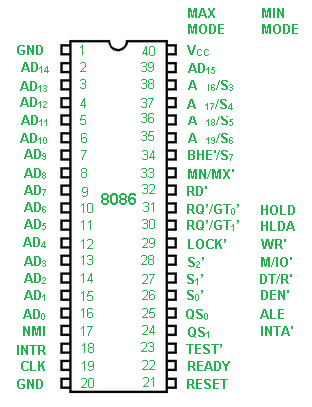 MAX MIN
MODE MODE
GND 1 40 VCC
AD14 2 39 AD15
AD13 3 38 A 16/S3
AD12 4 37 A 17/S4
AD11 5 36 A 18/S5
AD10 6 35 A 19/S6
AD9 7 34 BHE'/S7
AD8 8 33 MN/MX'
AD7 9 32 RD'
8086
AD6 10 31 RQ'/GT0' HOLD
AD5 11 30 RQ'/GT1' HLDA
AD4 12 29 LOCK' WR'
AD3 13 28 S2' M/IO'
AD2 14 27 S1' DT/R'
AD1 15 26 S0' DEN'
AD0 16 25 QS0 ALE
NMI 17 24 QS1 INTA'
INTR 18 23 TEST'
CLK 19 22 READY
GND 20 21 RESET